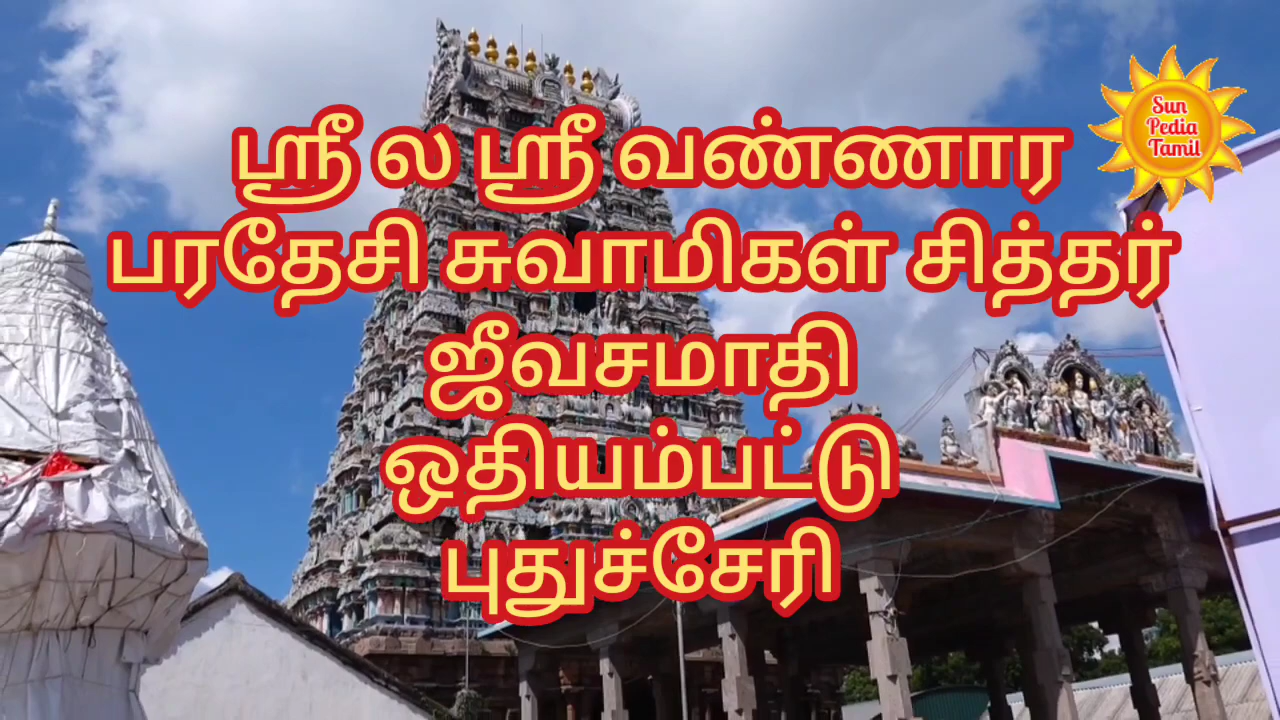 ஸ்ரீ ல ஸ்ரீ வண்ணார
பரதேசி சுவாமிகள் சித்தர்
ஜீவசமாதி
ஒதியம்பட்டு
புதுச்சேரி
Sun
Pedia
Tamil